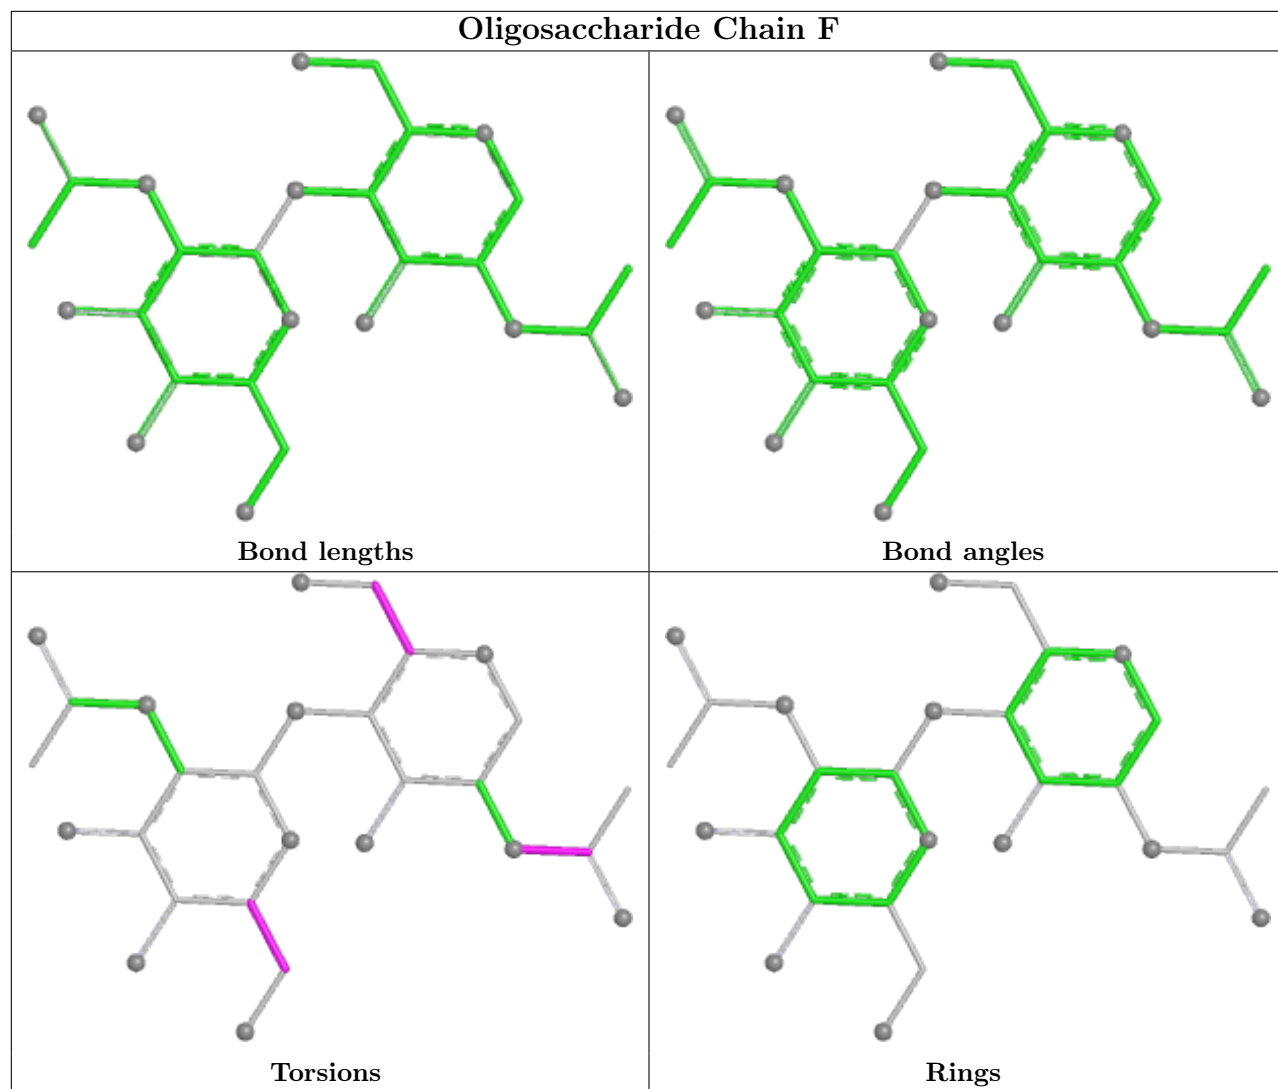 Oligosaccharide Chain F
Bond lengths
Bond angles
Torsions
Rings